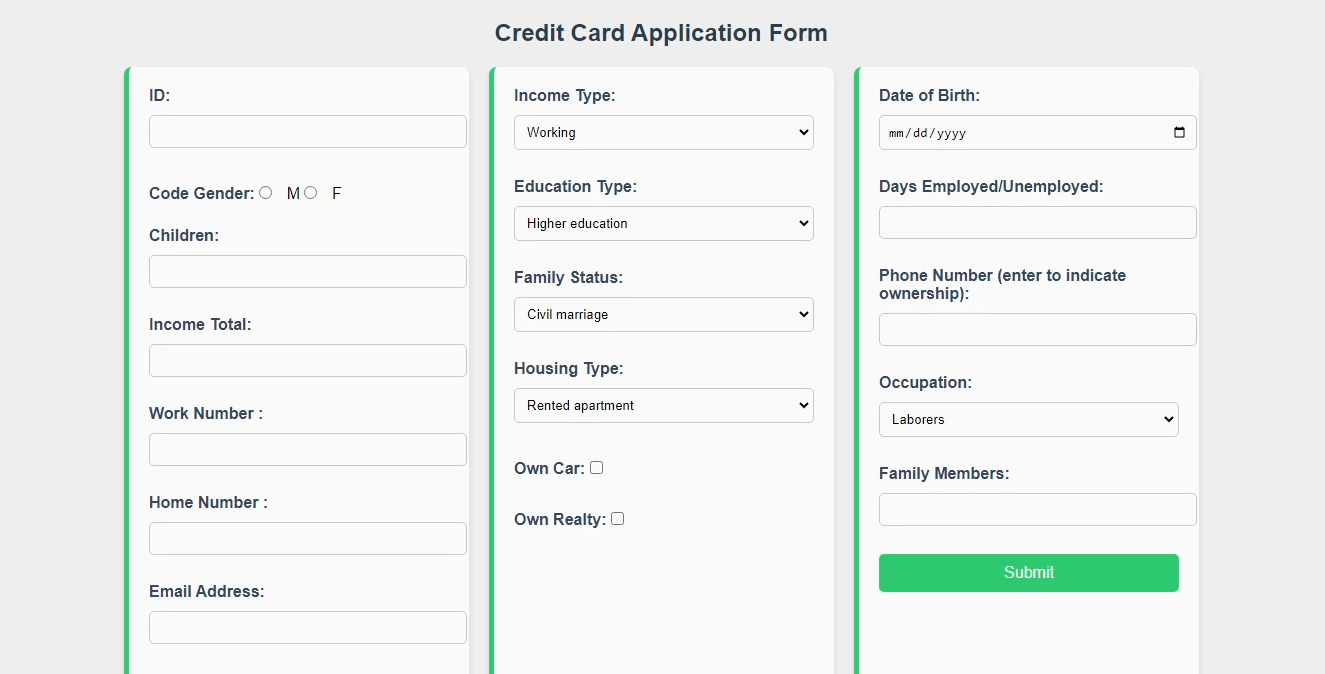 Credit Card Application Form
ID:
Code Gender: M F
Children:
Income Total:
Work Number :
Home Number :
Email Address:
Income Type:
Working
Education Type:
Higher education
Family Status:
Civil marriage
Housing Type:
Rented apartment
Own Car:
Own Realty:
Date of Birth:
mm/dd/yyyy
Days Employed/Unemployed:
Phone Number (enter to indicate
ownership):
Occupation:
Laborers
Family Members:
Submit